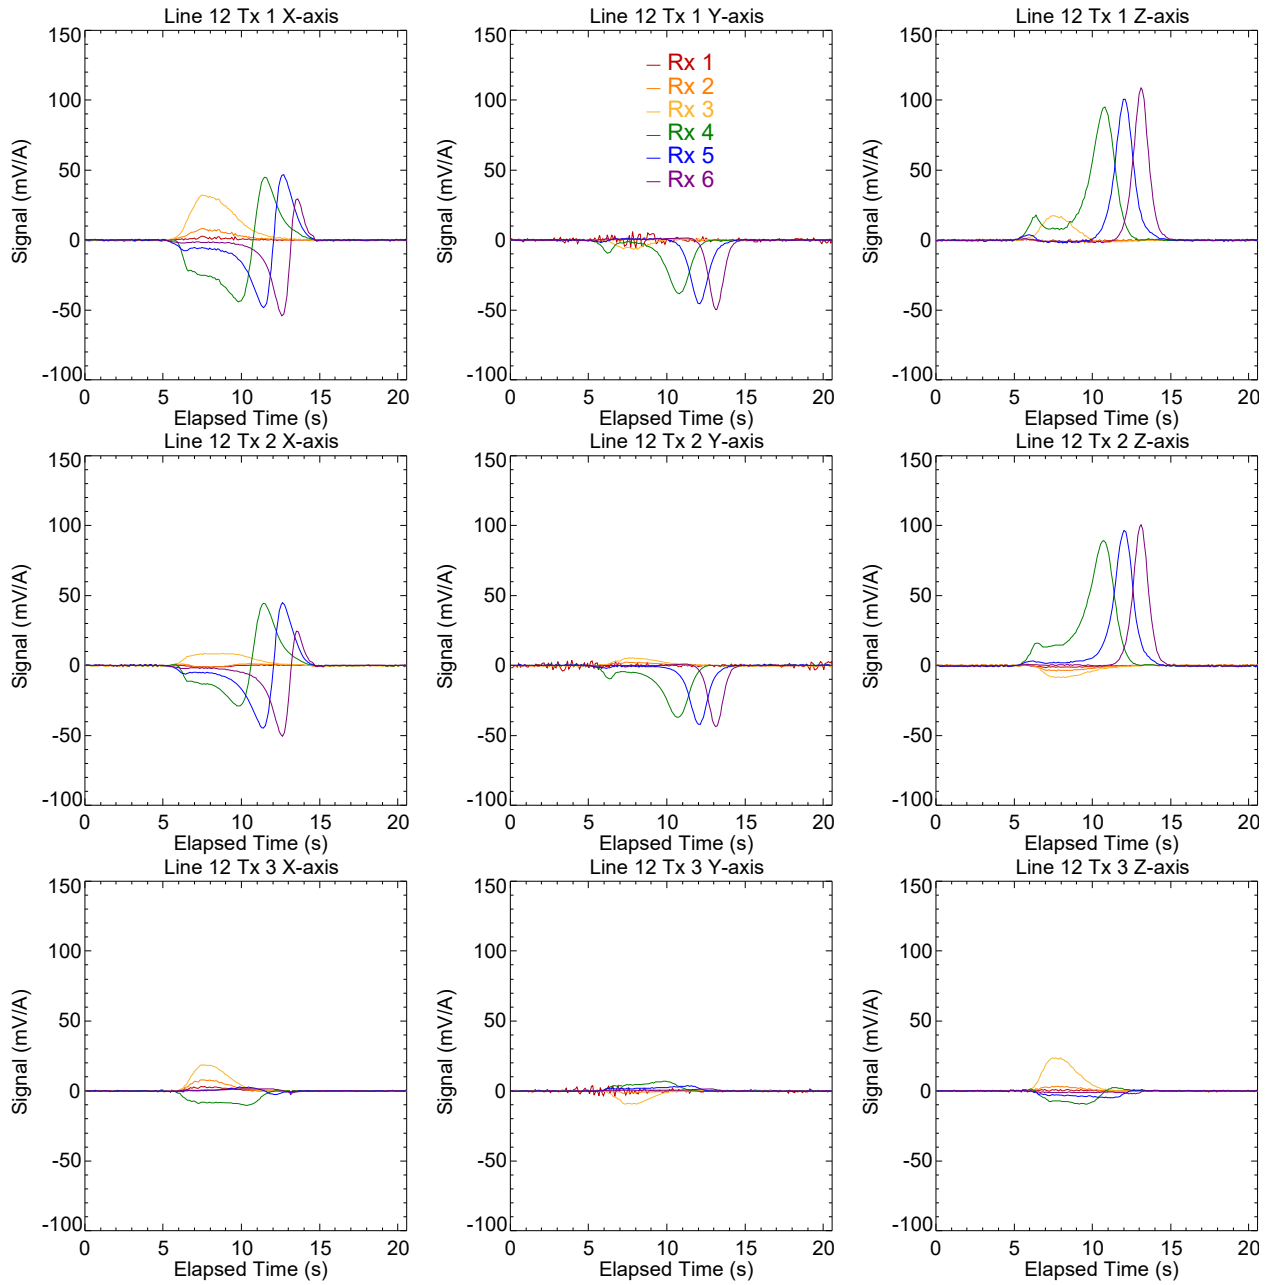 Line 12 Tx 1 X-axis
Signal (mV/A)
150
100
50
0
-50
-100
0 5 10 15 20
Elapsed Time (s)
Line 12 Tx 1 Y-axis
Signal (mV/A)
150
100
50
0
-50
-100
Rx 1
Rx 2
Rx 3
Rx 4
Rx 5
Rx 6
0 5 10 15 20
Elapsed Time (s)
Line 12 Tx 1 Z-axis
Signal (mV/A)
150
100
50
0
-50
-100
0 5 10 15 20
Elapsed Time (s)
Line 12 Tx 2 X-axis
Signal (mV/A)
150
100
50
0
-50
-100
0 5 10 15 20
Elapsed Time (s)
Line 12 Tx 2 Y-axis
Signal (mV/A)
150
100
50
0
-50
-100
0 5 10 15 20
Elapsed Time (s)
Line 12 Tx 2 Z-axis
Signal (mV/A)
150
100
50
0
-50
-100
0 5 10 15 20
Elapsed Time (s)
Line 12 Tx 3 X-axis
Signal (mV/A)
150
100
50
0
-50
-100
0 5 10 15 20
Elapsed Time (s)
Line 12 Tx 3 Y-axis
Signal (mV/A)
150
100
50
0
-50
-100
0 5 10 15 20
Elapsed Time (s)
Line 12 Tx 3 Z-axis
Signal (mV/A)
150
100
50
0
-50
-100
0 5 10 15 20
Elapsed Time (s)